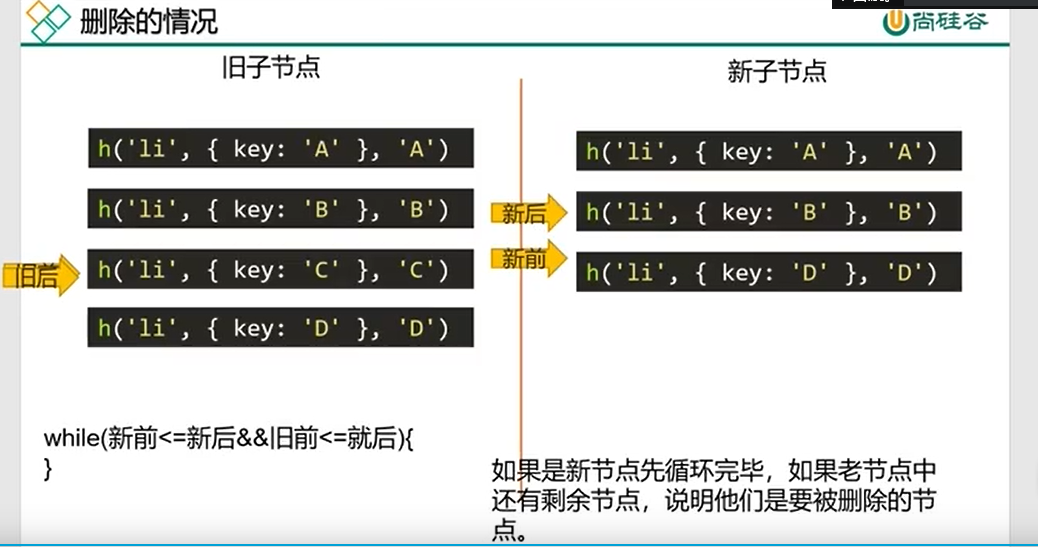 删除的情况
尚硅谷
旧子节点
新子节点
h('li', { key: 'A' }, 'A')
h('li', { key: 'B' }, 'B')
h('li', { key: 'C' }, 'C')
h('li', { key: 'D' }, 'D')
旧前
h('li', { key: 'A' }, 'A')
h('li', { key: 'B' }, 'B')
h('li', { key: 'D' }, 'D')
新后
新前
while(新前<=新后&&旧前<=就后){
}
如果是新节点先循环完毕，如果老节点中
还有剩余节点，说明他们是要被删除的节
点。